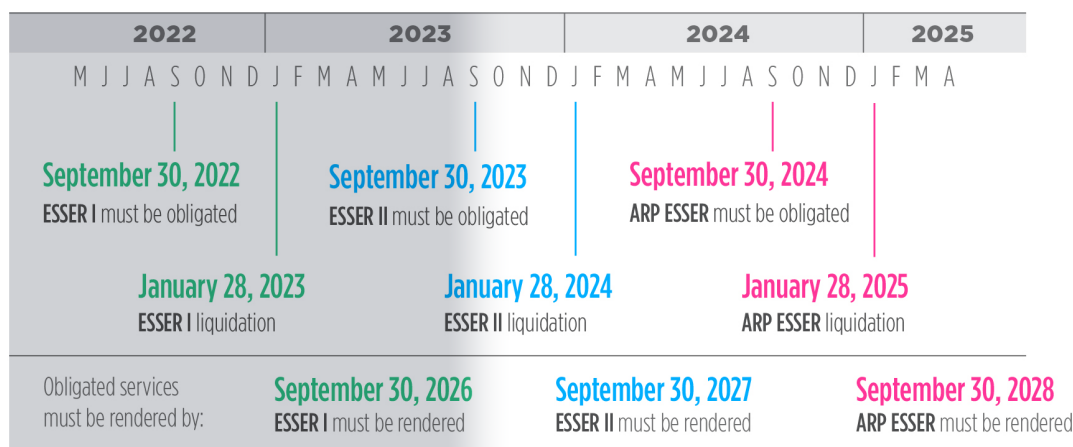 2022 2023 2024 2025
M J J A S O N D J F M A M J J A S O N D J F M A M J J A S O N D J F M A
September 30, 2022
ESSER I must be obligated
September 30, 2023
ESSER II must be obligated
September 30, 2024
ARP ESSER must be obligated
January 28, 2023
ESSER I liquidation
January 28, 2024
ESSER II liquidation
January 28, 2025
ARP ESSER liquidation
Obligated services
must be rendered by:
September 30, 2026
ESSER I must be rendered
September 30, 2027
ESSER II must be rendered
September 30, 2028
ARP ESSER must be rendered